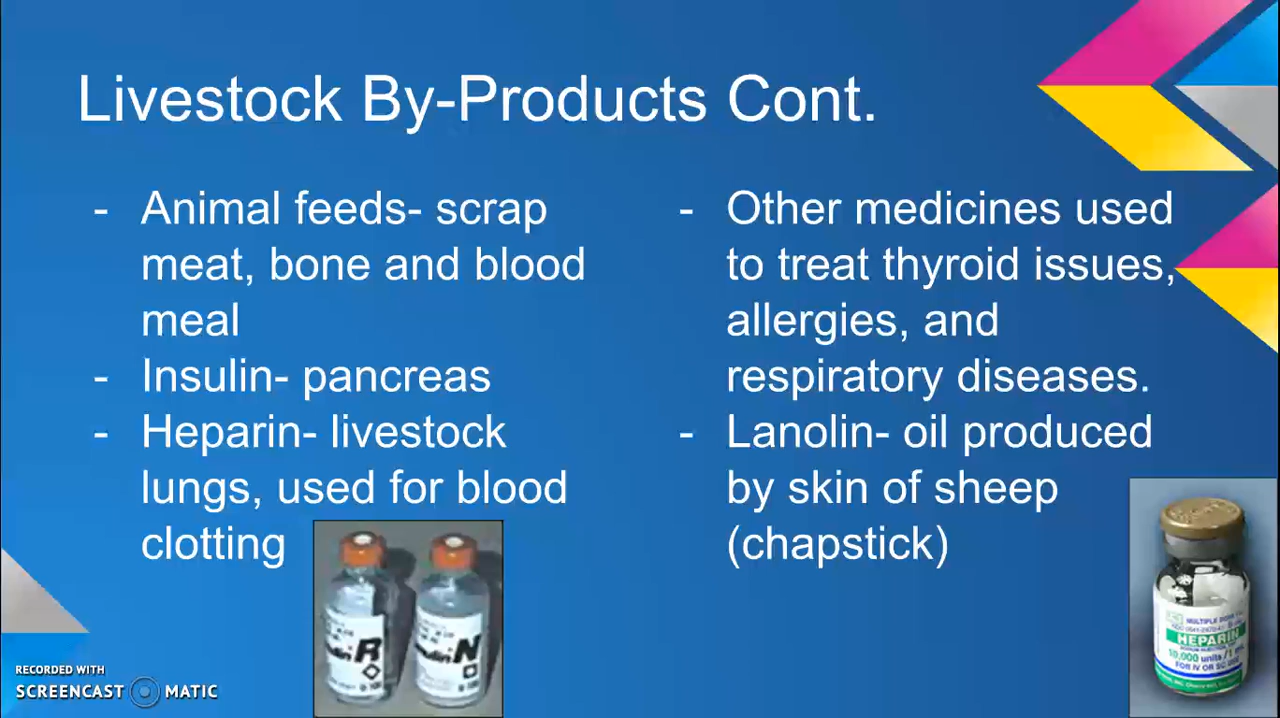 Livestock By-Products Cont.
- Animal feeds- scrap
meat, bone and blood
meal
- Insulin- pancreas
- Heparin- livestock
lungs, used for blood
clotting
- Other medicines used
to treat thyroid issues,
allergies, and
respiratory diseases.
- Lanolin- oil produced
by skin of sheep
(chapstick)
R
N
MULTIPLE DOSE
HEPARIN
10,000 units/1 mL
FOR IV OR SC USE
RECORDED WITH
SCREENCAST MATIC